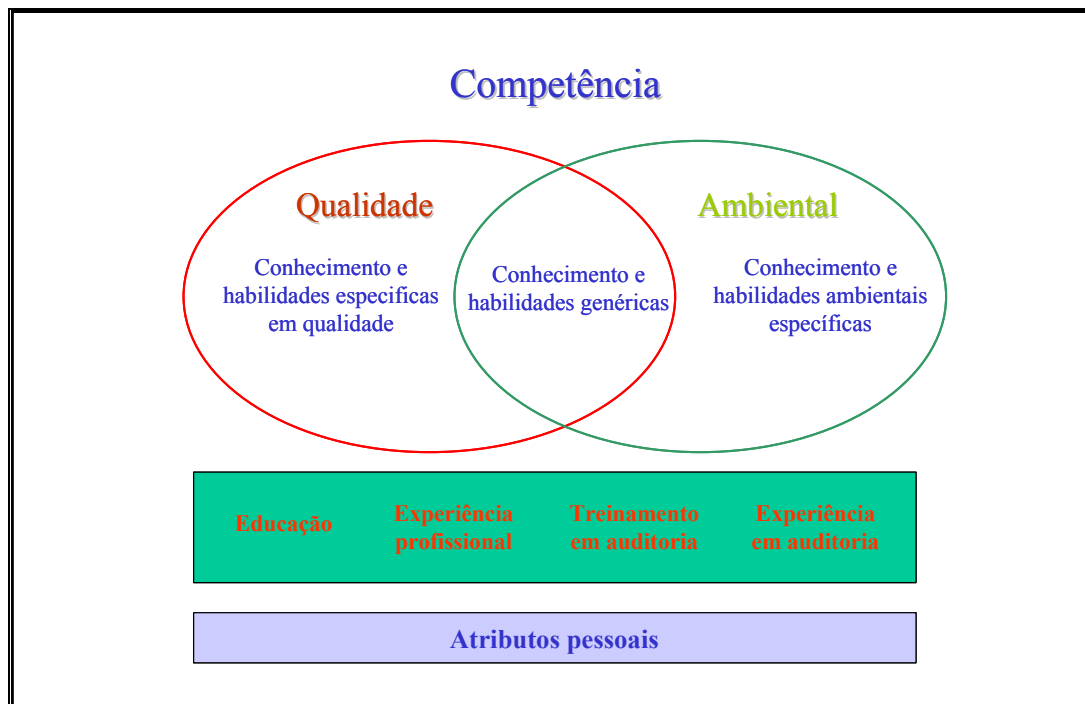 Competência
Qualidade
Conhecimento e
habilidades especificas
em qualidade
Conhecimento e
habilidades genéricas
Ambiental
Conhecimento e
habilidades ambientais
específicas
Educação
Experiência
profissional
Treinamento
em auditoria
Experiência
em auditoria
Atributos pessoais